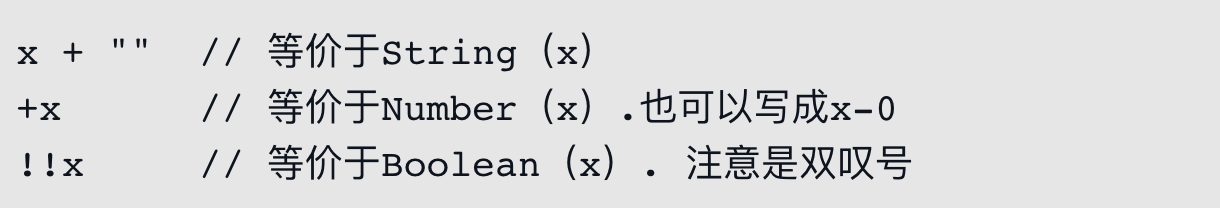 x + ""  // 等价于String（x）
+x      // 等价于Number（x）.也可以写成x-0
!!x     // 等价于Boolean（x）. 注意是双叹号